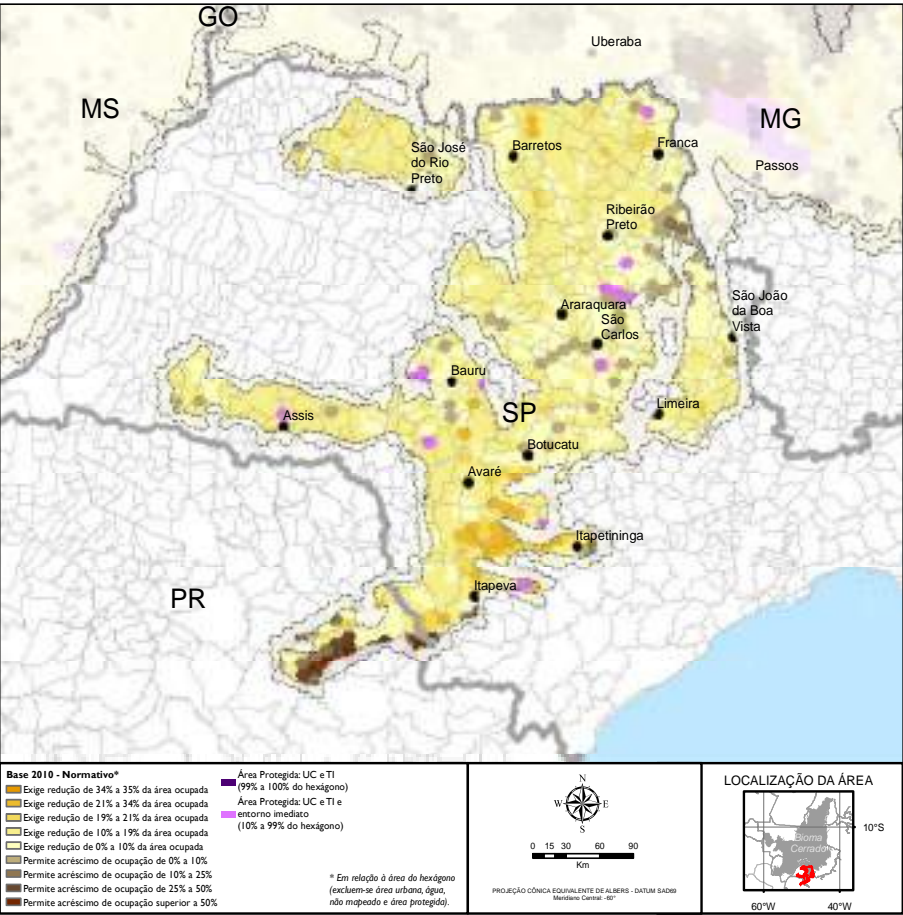 GO
Uberaba
MS
MG
São José
do Rio
Preto
Barretos
Franca
Passos
Ribeirão
Preto
São João
da Boa
Vista
Araraquara
São
Carlos
Bauru
SP
Limeira
Assis
Botucatu
Avaré
Itapetininga
Itapeva
PR
Base 2010 - Normativo*
Exige redução de 34% a 35% da área ocupada
Exige redução de 21% a 34% da área ocupada
Exige redução de 19% a 21% da área ocupada
Exige redução de 10% a 19% da área ocupada
Exige redução de 0% a 10% da área ocupada
Permite acréscimo de ocupação de 0% a 10%
Permite acréscimo de ocupação de 10% a 25%
Permite acréscimo de ocupação de 25% a 50%
Permite acréscimo de ocupação superior a 50%
Área Protegida: UC e TI
(99% a 100% do hexágono)
Área Protegida: UC e TI e
entorno imediato
(10% a 99% do hexágono)
* Em relação à área do hexágono
(excluem-se área urbana, água,
não mapeado e área protegida).
N
W E
S
0 15 30 60 90
Km
PROJEÇÃO CÔNICA EQUIVALENTE DE ALBERS - DATUM SAD69
Meridiano Central: -60°
LOCALIZAÇÃO DA ÁREA
Bioma
Cerrado
10°S
60°W 40°W